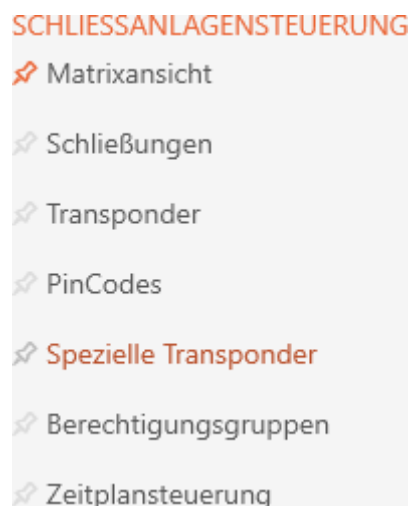 SCHLIESSANLAGENSTEUERUNG
Matrixansicht
Schließungen
Transponder
PinCodes
Spezielle Transponder
Berechtigungsgruppen
Zeitplansteuerung